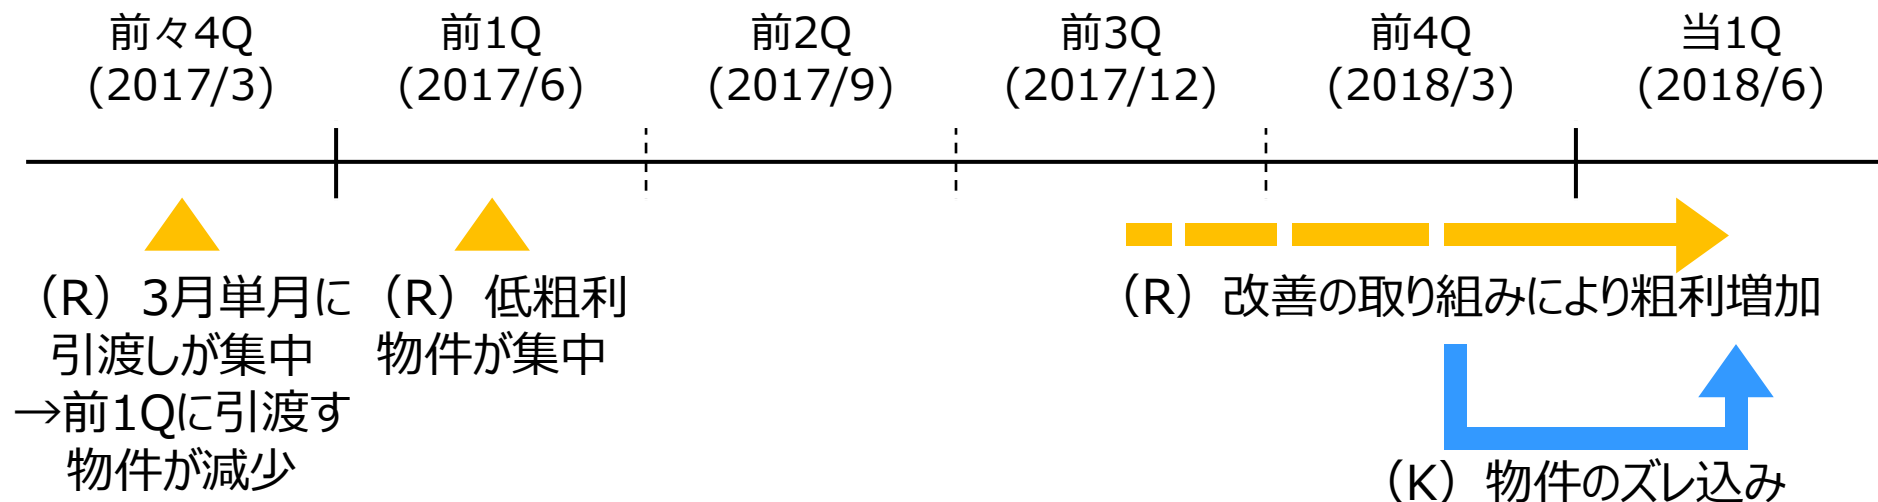 前々4Q
(2017/3)
前1Q
(2017/6)
前2Q
(2017/9)
前3Q
(2017/12)
前4Q
(2018/3)
当1Q
(2018/6)
（R）3月単月に
引渡しが集中
→前1Qに引渡す
物件が減少
（R）低粗利
物件が集中
（R）改善の取り組みにより粗利増加
（K）物件のズレ込み